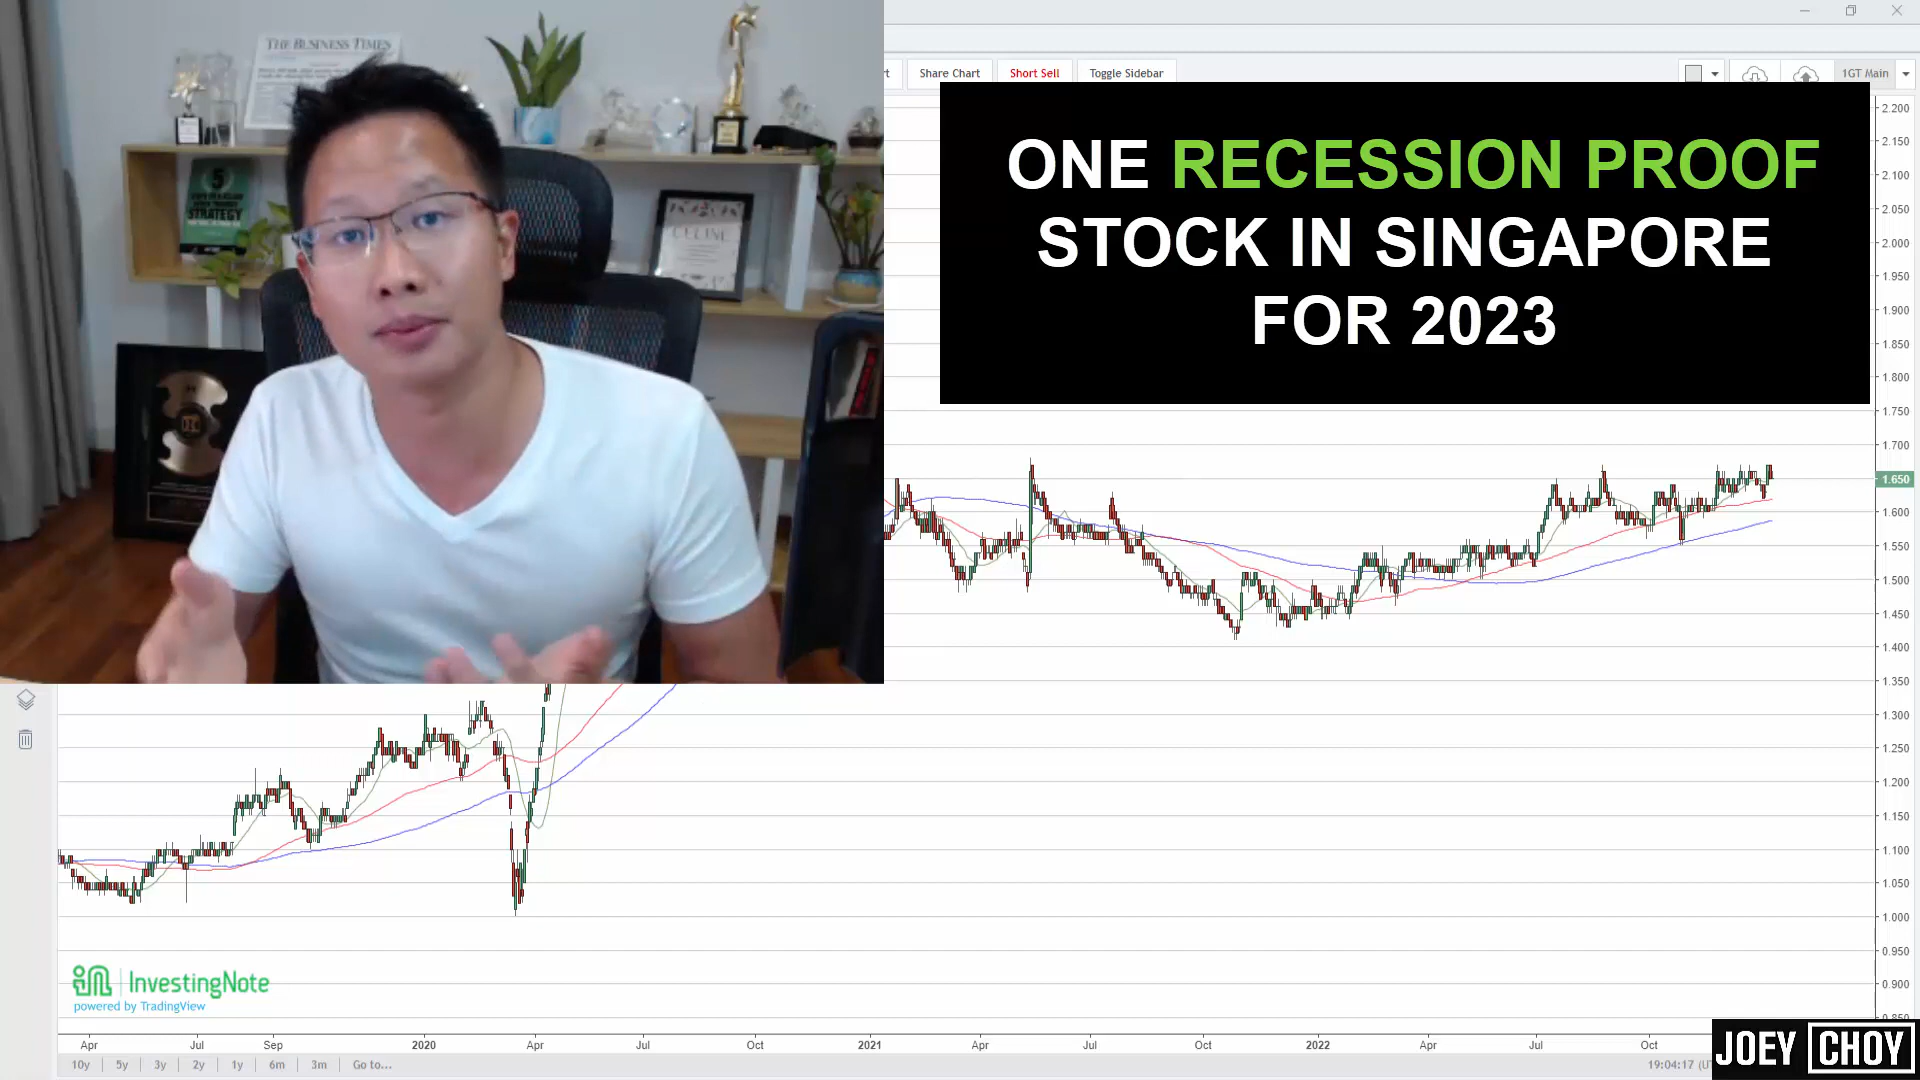 THE BUSINESS TIMES
5
STRATEGY
CELINE
Share Chart
Short Sell
Toggle Sidebar
1GT Main
ONE RECESSION PROOF
STOCK IN SINGAPORE
FOR 2023
2.200
2.150
2.100
2.050
2.000
1.950
1.900
1.850
1.800
1.750
1.700
1.650
1.600
1.550
1.500
1.450
1.400
1.350
1.300
1.250
1.200
1.150
1.100
1.050
1.000
0.950
0.900
0.850
InvestingNote
powered by TradingView
Apr Jul Sep 2020 Apr Jul Oct 2021 Apr Jul Oct 2022 Apr Jul Oct
10y 5y 3y 2y 1y 6m 3m Go to...
19:04:17
JOEY CHOY